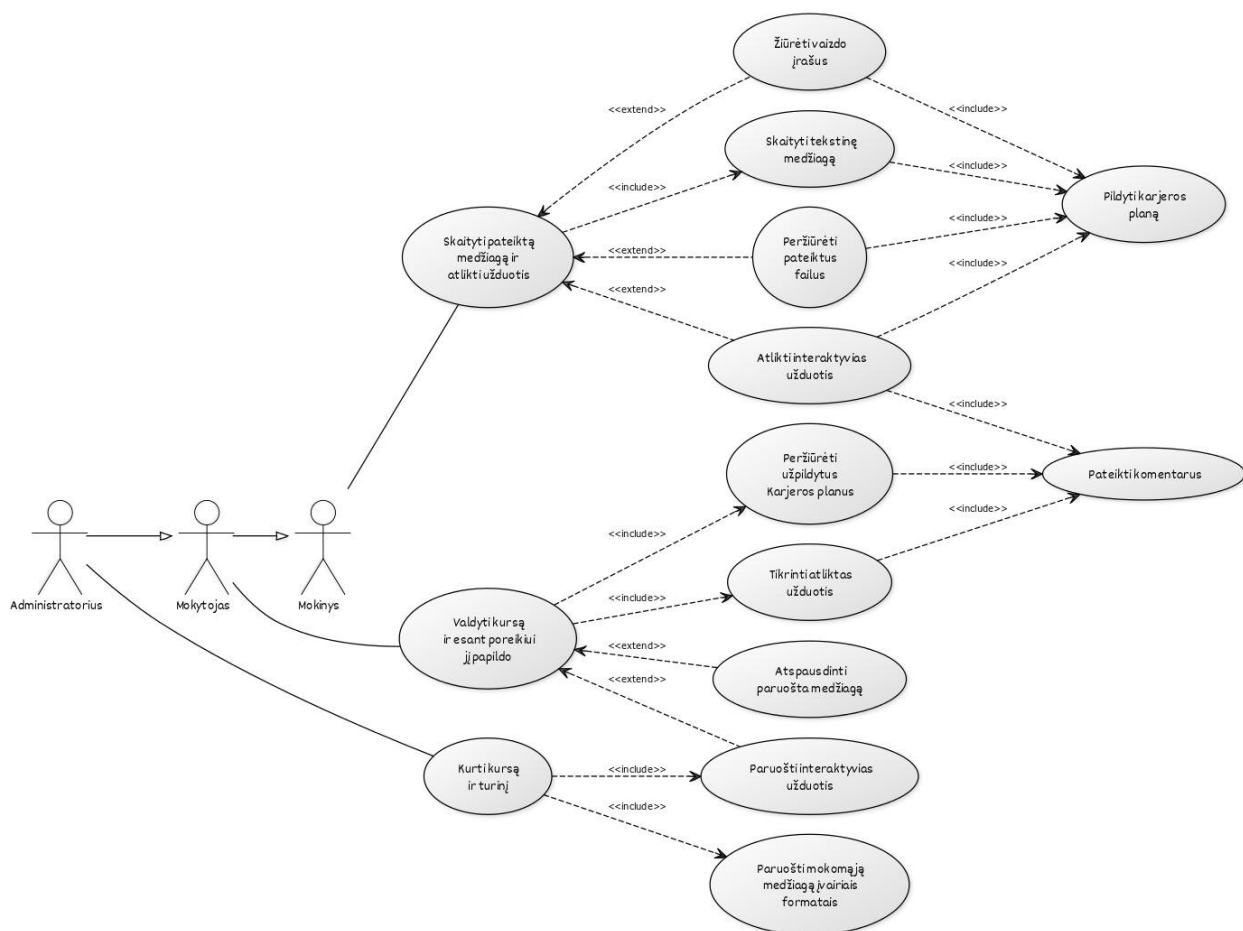 Žiūrėti vaizdo
įrašus
<<extend>>
<<include>>
Skaityti tekstinę
medžiagą
<<include>>
<<include>>
Pildyti karjeros
planą
Skaityti pateiktą
medžiagą ir
atlikti užduotis
<<extend>>
Peržiūrėti
pateiktus
failus
<<include>>
<<include>>
<<extend>>
Atlikti interaktyvias
užduotis
<<include>>
Peržiūrėti
užpildytus
Karjeros planus
<<include>>
Pateikti komentarus
<<include>>
<<include>>
Administratorius
Mokytojas
Mokinys
Valdyti kursą
ir esant poreikiui
jį papildo
<<include>>
Tikrinti atliktas
užduotis
<<extend>>
Atspausdinti
paruošta medžiagą
<<extend>>
Kurti kursą
ir turinį
<<include>>
Paruošti interaktyvias
užduotis
<<include>>
Paruošti mokomąją
medžiagą įvairiais
formatais